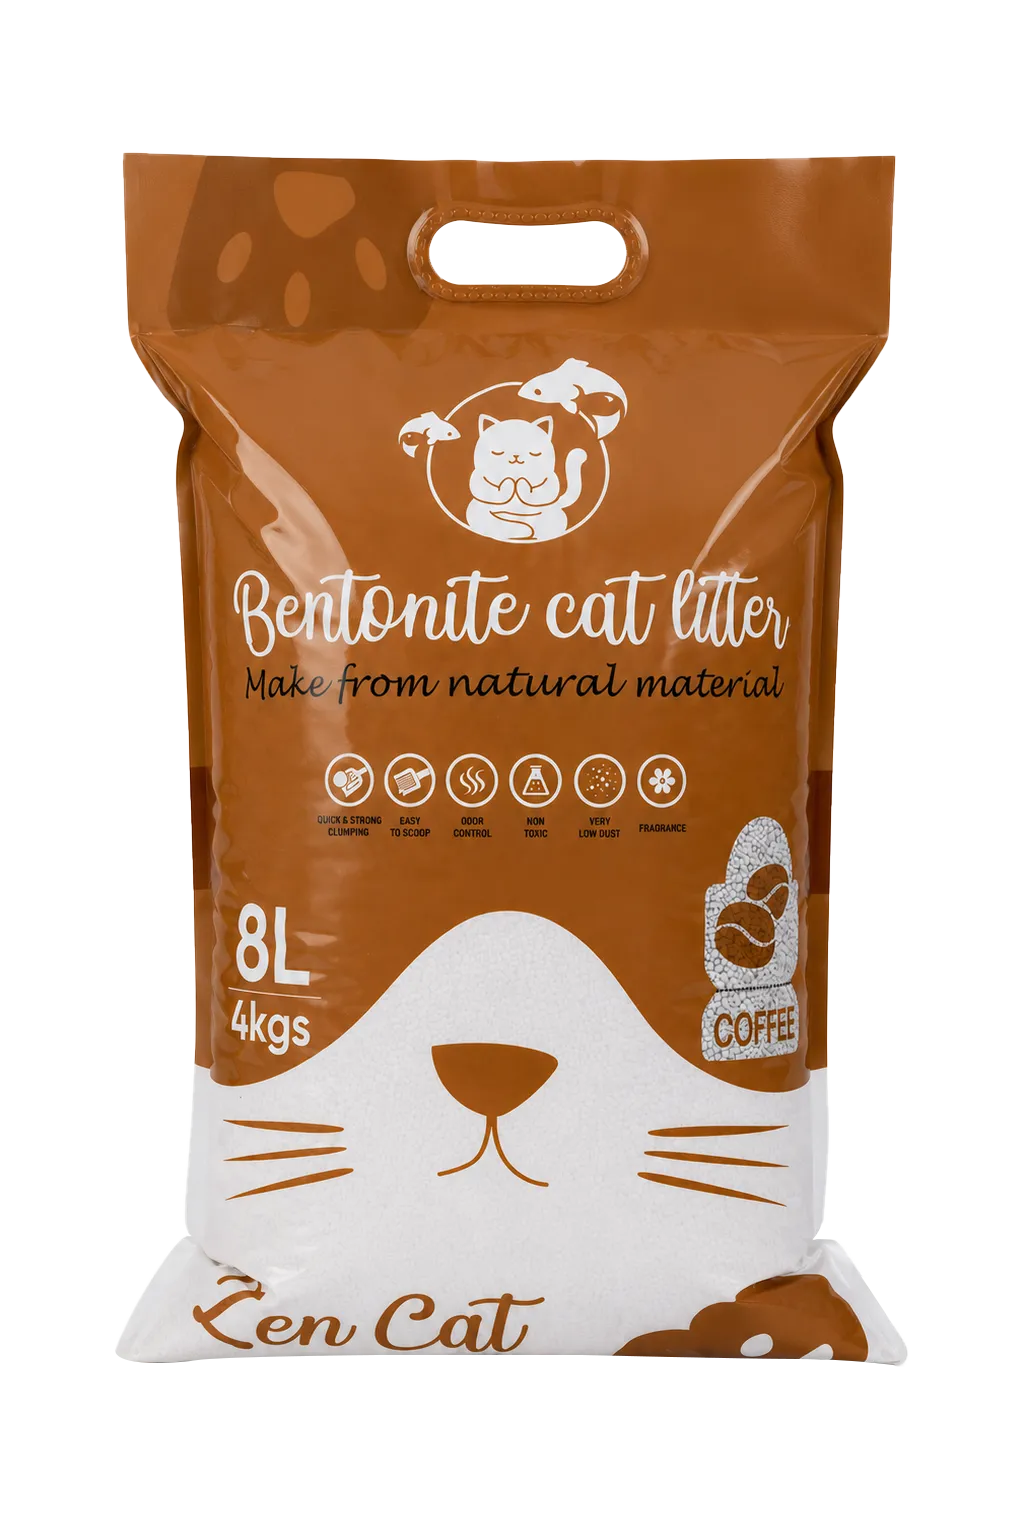 Bentonite cat litter
Make from natural material
QUICK & STRONG
CLUMPING
EASY
TO SCOOP
ODOR
CONTROL
NON
TOXIC
VERY
LOW DUST
FRAGRANCE
8L
4kgs
COFFEE
Zen Cat